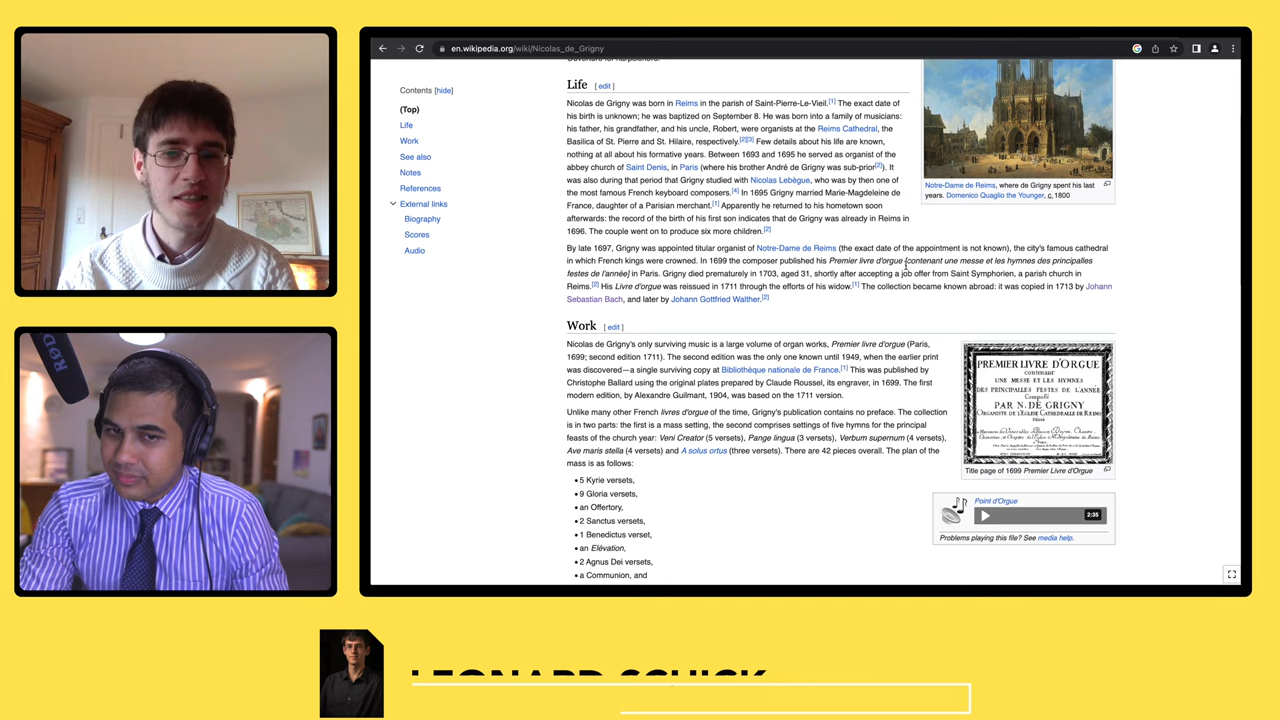 RØD
en.wikipedia.org/wiki/Nicolas_de_Grigny
Contents [hide]
(Top)
Life
Work
See also
Notes
References
External links
Biography
Scores
Audio
Life [ edit ]
Nicolas de Grigny was born in Reims in the parish of Saint-Pierre-Le-Vieil.[1] The exact date of
his birth is unknown; he was baptized on September 8. He was born into a family of musicians:
his father, his grandfather, and his uncle, Robert, were organists at the Reims Cathedral, the
Basilica of St. Pierre and St. Hilaire, respectively.[2][3] Few details about his life are known,
nothing at all about his formative years. Between 1693 and 1695 he served as organist of the
abbey church of Saint Denis, in Paris (where his brother André de Grigny was sub-prior[2]). It
was also during that period that Grigny studied with Nicolas Lebègue, who was by then one of
the most famous French keyboard composers.[4] In 1695 Grigny married Marie-Magdeleine de
France, daughter of a Parisian merchant.[1] Apparently he returned to his hometown soon
afterwards: the record of the birth of his first son indicates that de Grigny was already in Reims in
1696. The couple went on to produce six more children.[2]
Notre-Dame de Reims, where de Grigny spent his last
years. Domenico Quaglio the Younger, c. 1800
By late 1697, Grigny was appointed titular organist of Notre-Dame de Reims (the exact date of the appointment is not known), the city's famous cathedral
in which French kings were crowned. In 1699 the composer published his Premier livre d'orgue [contenant une messe et les hymnes des principalles
festes de l'année] in Paris. Grigny died prematurely in 1703, aged 31, shortly after accepting a job offer from Saint Symphorien, a parish church in
Reims.[2] His Livre d'orgue was reissued in 1711 through the efforts of his widow.[1] The collection became known abroad: it was copied in 1713 by Johann
Sebastian Bach, and later by Johann Gottfried Walther.[2]
Work [ edit ]
Nicolas de Grigny's only surviving music is a large volume of organ works, Premier livre d'orgue (Paris,
1699; second edition 1711). The second edition was the only one known until 1949, when the earlier print
was discovered—a single surviving copy at Bibliothèque nationale de France.[1] This was published by
Christophe Ballard using the original plates prepared by Claude Roussel, its engraver, in 1699. The first
modern edition, by Alexandre Guilmant, 1904, was based on the 1711 version.
Unlike many other French livres d'orgue of the time, Grigny's publication contains no preface. The collection
is in two parts: the first is a mass setting, the second comprises settings of five hymns for the principal
feasts of the church year: Veni Creator (5 versets), Pange lingua (3 versets), Verbum supernum (4 versets),
Ave maris stella (4 versets) and A solus ortus (three versets). There are 42 pieces overall. The plan of the
mass is as follows:
• 5 Kyrie versets,
• 9 Gloria versets,
• an Offertory,
• 2 Sanctus versets,
• 1 Benedictus verset,
• an Elévation,
• 2 Agnus Dei versets,
• a Communion, and
PREMIER LIVRE D'ORGUE
contenant
UNE MESSE ET LES HYMNES
DES PRINCIPALLES FESTES DE L'ANNÉE
Composé
PAR N. DE GRIGNY
ORGANISTE DE L'EGLISE CATHEDRALLE DE REIMS
Title page of 1699 Premier Livre d'Orgue
Point d'Orgue
2:35
Problems playing this file? See media help.
LEONARD SCHICK